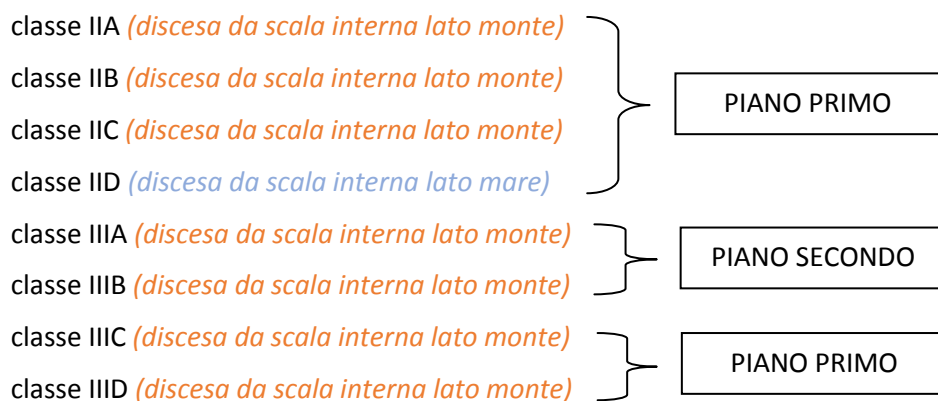 classe IIA (discesa da scala interna lato monte)
classe IIB (discesa da scala interna lato monte)
PIANO PRIMO
classe IIC (discesa da scala interna lato monte)
classe IID (discesa da scala interna lato mare)
classe IIIA (discesa da scala interna lato monte)
PIANO SECONDO
classe IIIB (discesa da scala interna lato monte)
classe IIIC (discesa da scala interna lato monte)
PIANO PRIMO
classe IIID (discesa da scala interna lato monte)